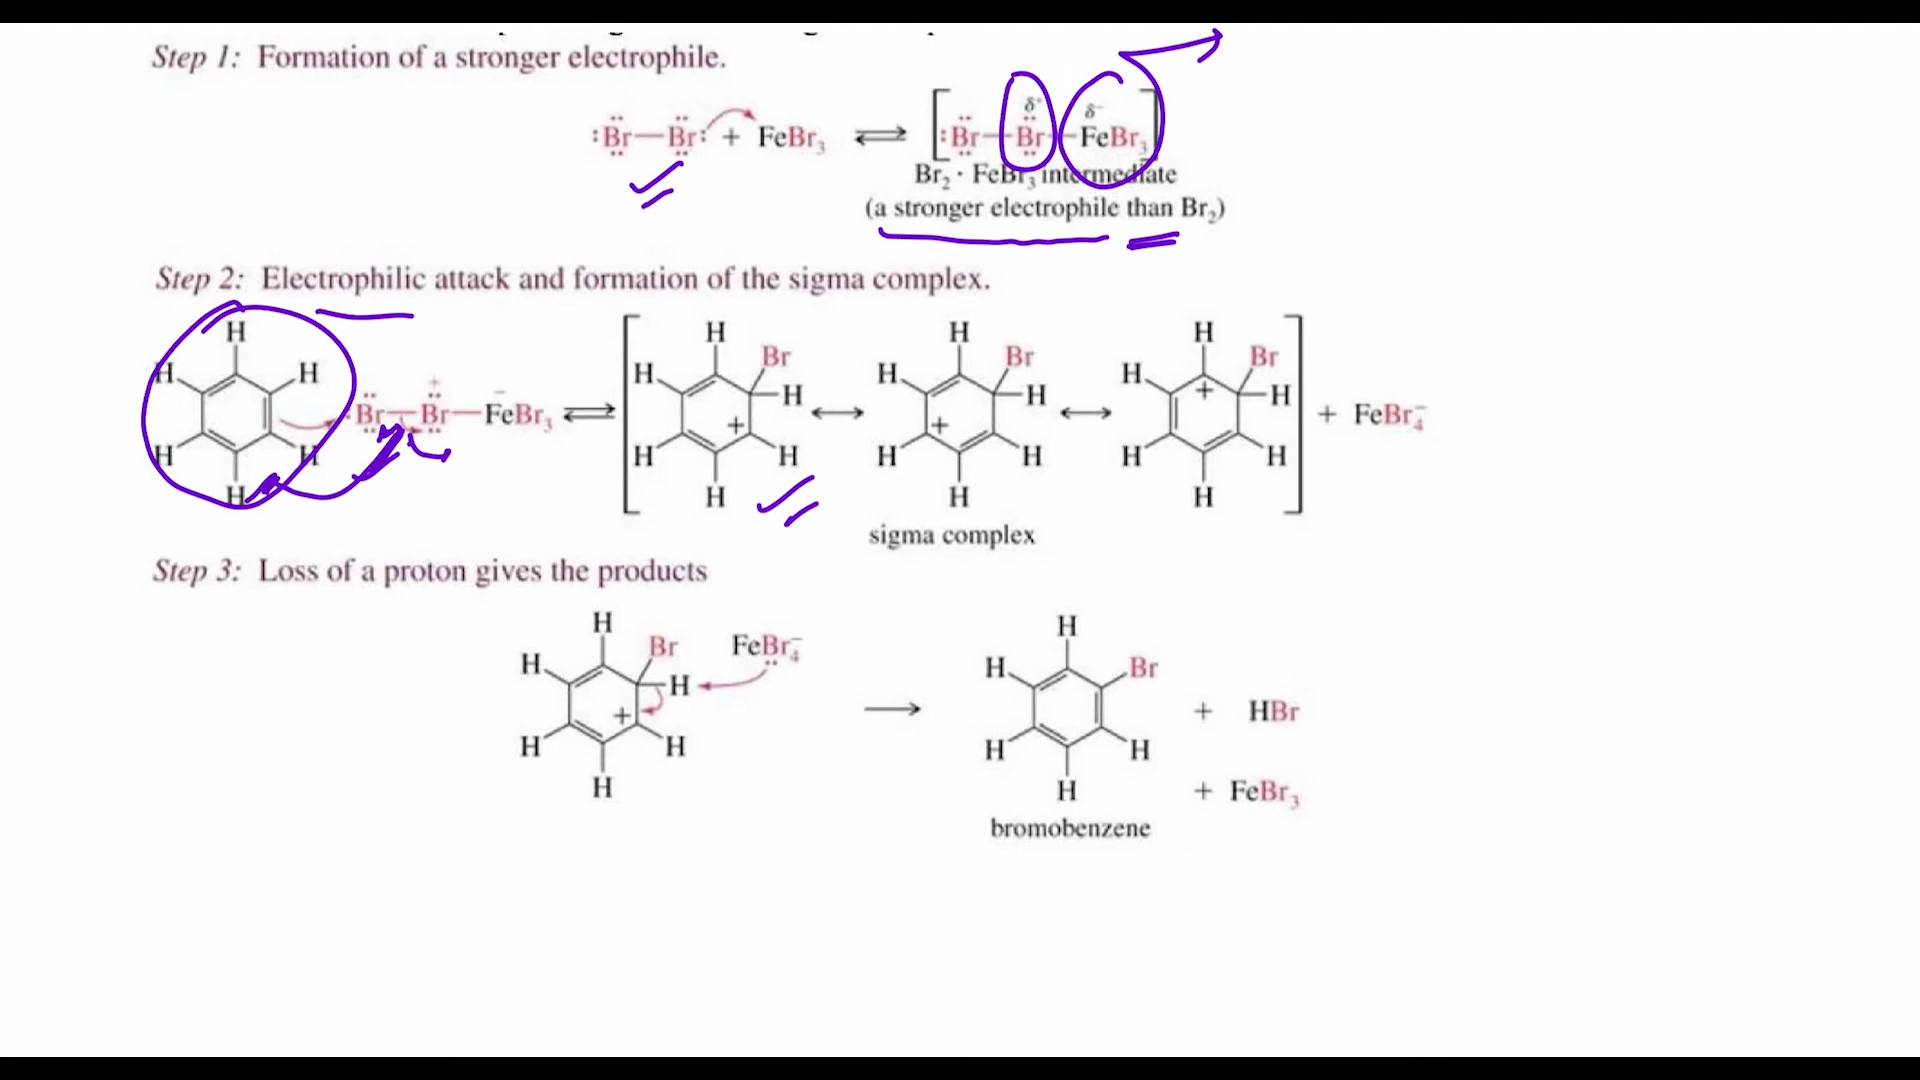 Step 1: Formation of a stronger electrophile.
:Br—Br: + FeBr₃ ⇌ [:Br—Br—FeBr₃]
δ⁺ δ⁻
Br₂ · FeBr₃ intermediate
(a stronger electrophile than Br₂)
Step 2: Electrophilic attack and formation of the sigma complex.
H H H H
H H H Br H Br H Br
Br—Br—FeBr₃ ⇌ H ↔ H ↔ H + FeBr₄⁻
+ − + + +
H H H H H H H H
H H H H
sigma complex
Step 3: Loss of a proton gives the products
H H
H Br FeBr₄⁻ H Br
H
+ → + HBr
H H H H
H H + FeBr₃
bromobenzene